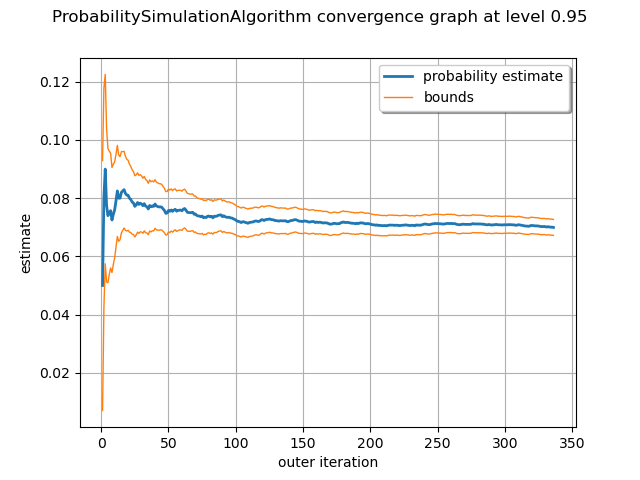 ProbabilitySimulationAlgorithm convergence graph at level 0.95
probability estimate
bounds
0.12
0.10
0.08
0.06
0.04
0.02
estimate
0 50 100 150 200 250 300 350
outer iteration